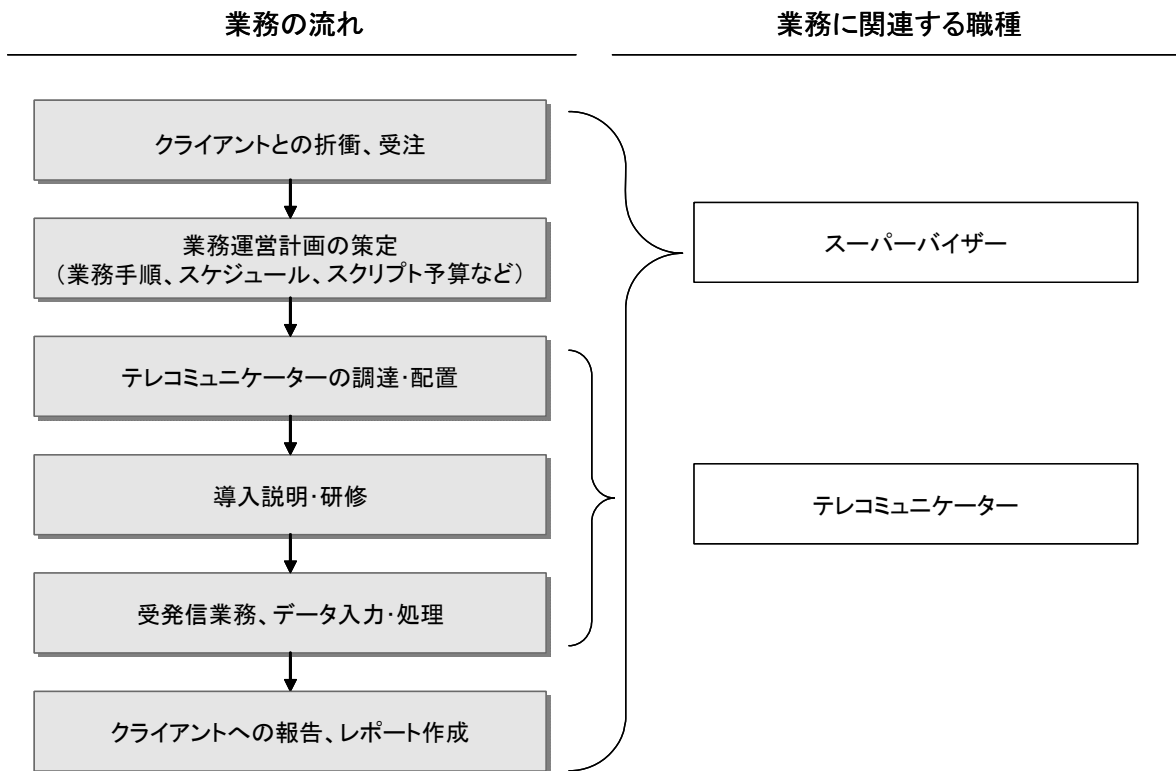 業務の流れ
業務に関連する職種
クライアントとの折衝、受注
業務運営計画の策定
(業務手順、スケジュール、スクリプト予算など)
テレコミュニケーターの調達・配置
導入説明・研修
受発信業務、データ入力・処理
クライアントへの報告、レポート作成
スーパーバイザー
テレコミュニケーター